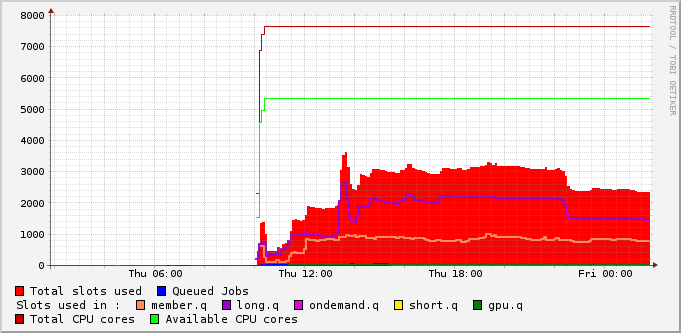 RRDTOOL / TOBI OETIKER
8000
7000
6000
5000
4000
3000
2000
1000
0
Thu 06:00 Thu 12:00 Thu 18:00 Fri 00:00
Total slots used Queued Jobs
Slots used in : member.q long.q ondemand.q short.q gpu.q
Total CPU cores Available CPU cores